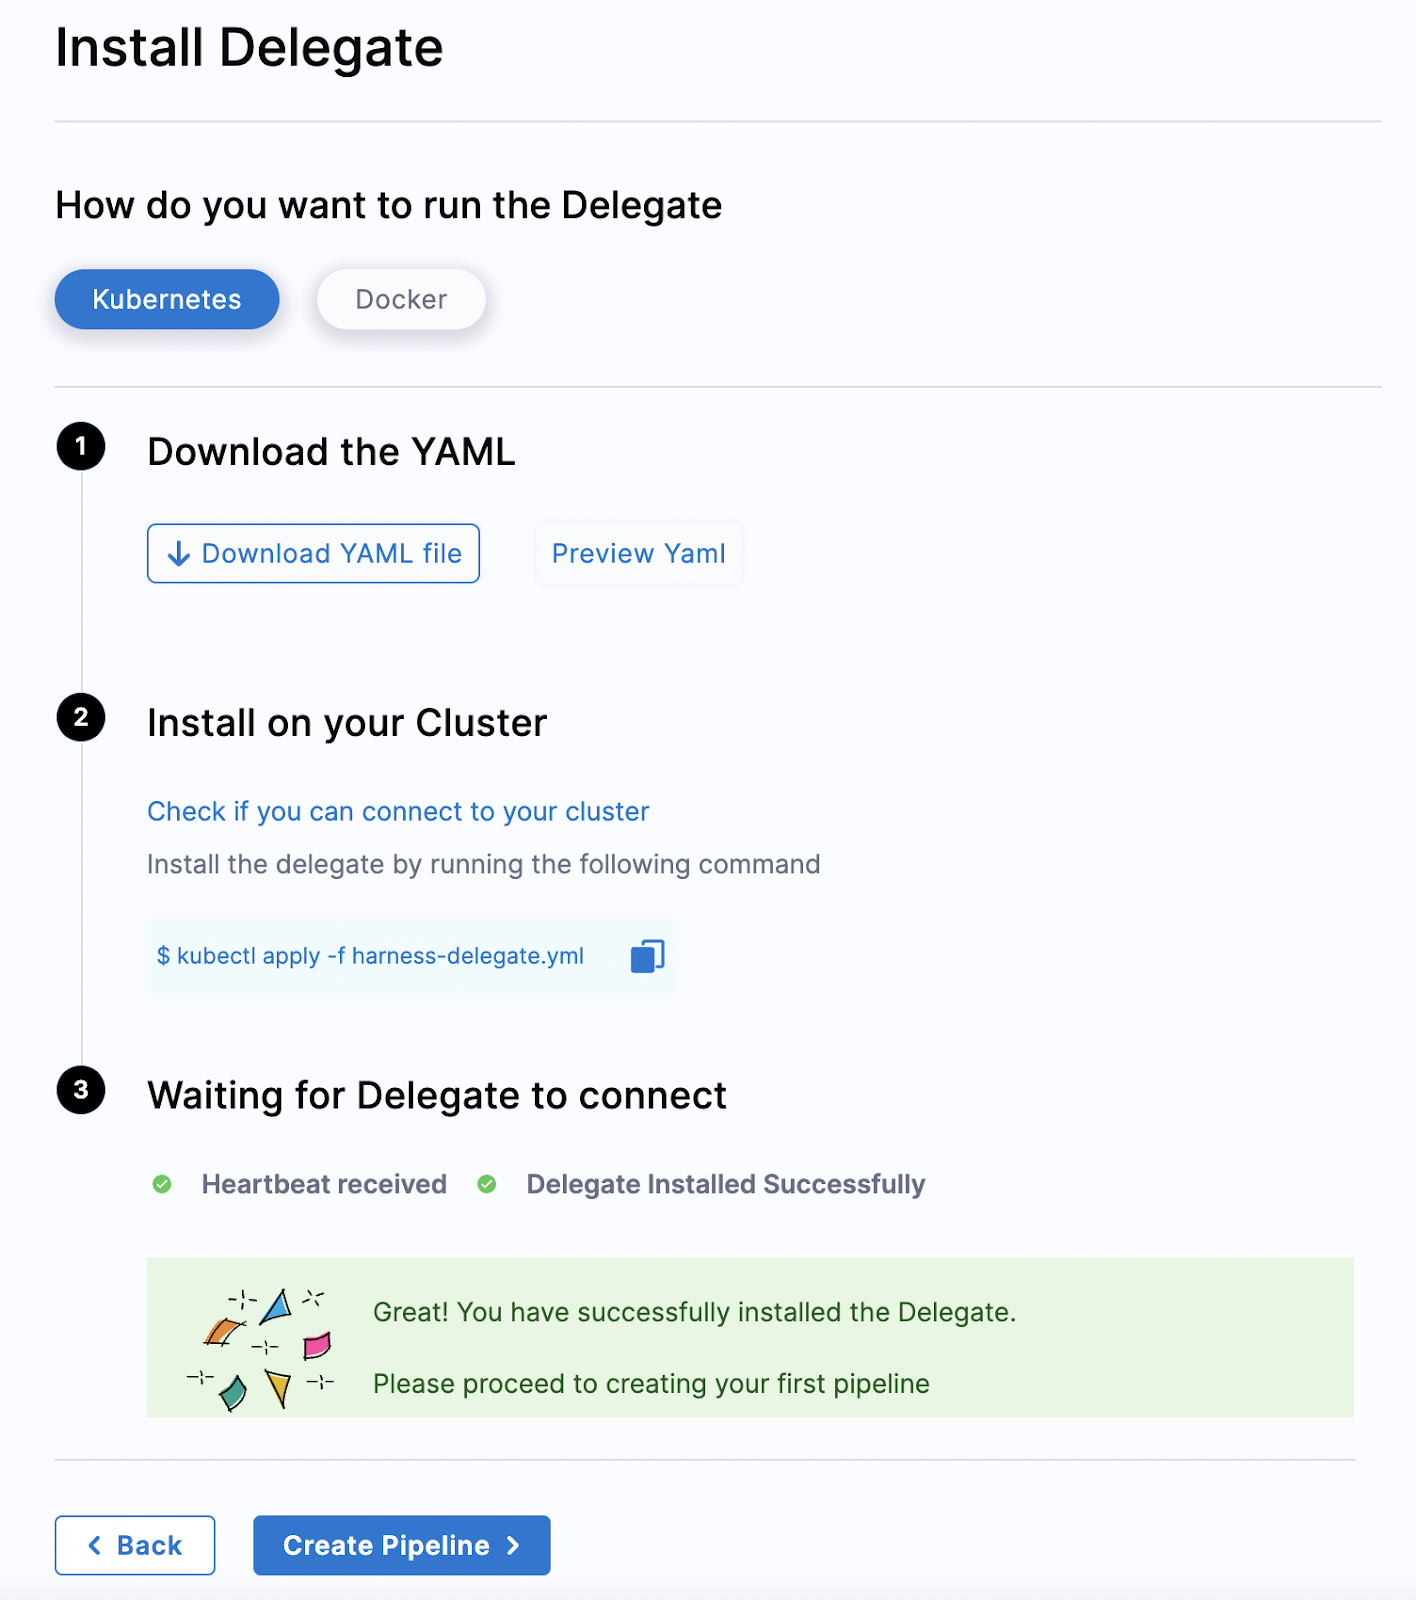 Install Delegate
How do you want to run the Delegate
Kubernetes Docker
1 Download the YAML
Download YAML file Preview Yaml
2 Install on your Cluster
Check if you can connect to your cluster
Install the delegate by running the following command
$ kubectl apply -f harness-delegate.yml
3 Waiting for Delegate to connect
Heartbeat received Delegate Installed Successfully
Great! You have successfully installed the Delegate.
Please proceed to creating your first pipeline
Back Create Pipeline